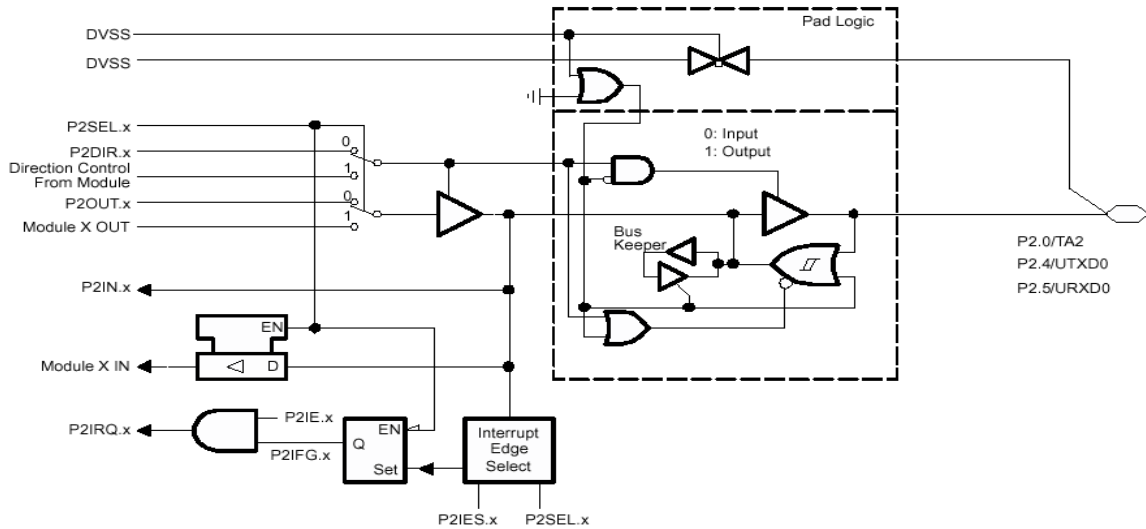 Pad Logic
DVSS
DVSS
P2SEL.x
0
P2DIR.x
1
Direction Control
From Module
0
P2OUT.x
1
Module X OUT
0: Input
1: Output
Bus
Keeper
P2.0/TA2
P2.4/UTXD0
P2.5/URXD0
P2IN.x
EN
Module X IN
D
P2IE.x
P2IRQ.x
P2IFG.x
EN
Q
Set
Interrupt
Edge
Select
P2IES.x
P2SEL.x